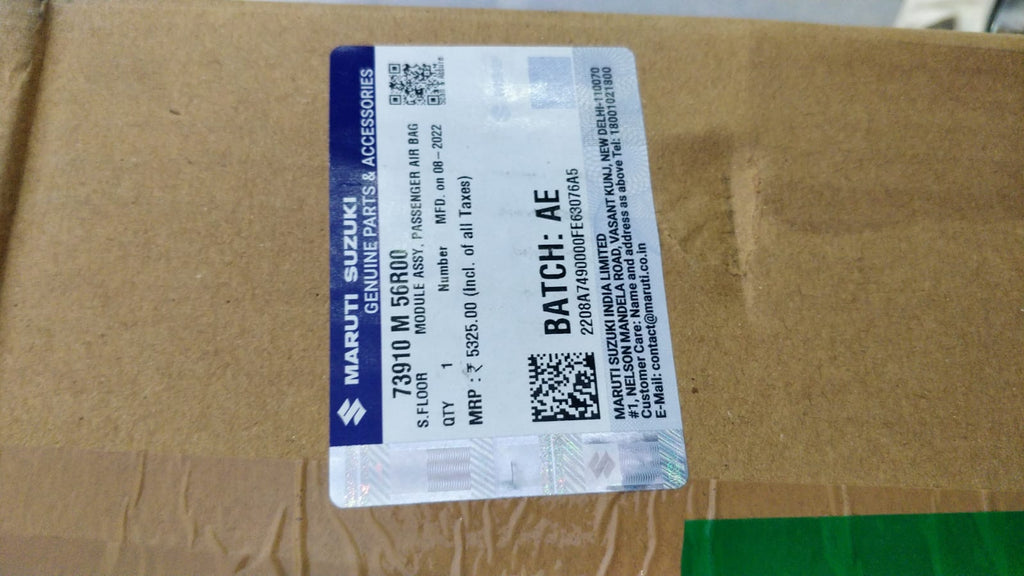 MARUTI SUZUKI
GENUINE PARTS & ACCESSORIES
73910 M 56R00
S.FLOOR MODULE ASSY, PASSENGER AIR BAG
QTY 1 Number MFD. on 08-2022
MRP : ₹ 5325.00 (Incl. of all Taxes)
BATCH: AE
2208A7490000FE63076A5
MARUTI SUZUKI INDIA LIMITED
#1, NELSON MANDELA ROAD, VASANT KUNJ, NEW DELHI-110070
Customer Care: Name and address as above Tel: 18001021800
E-Mail: contact@maruti.co.in